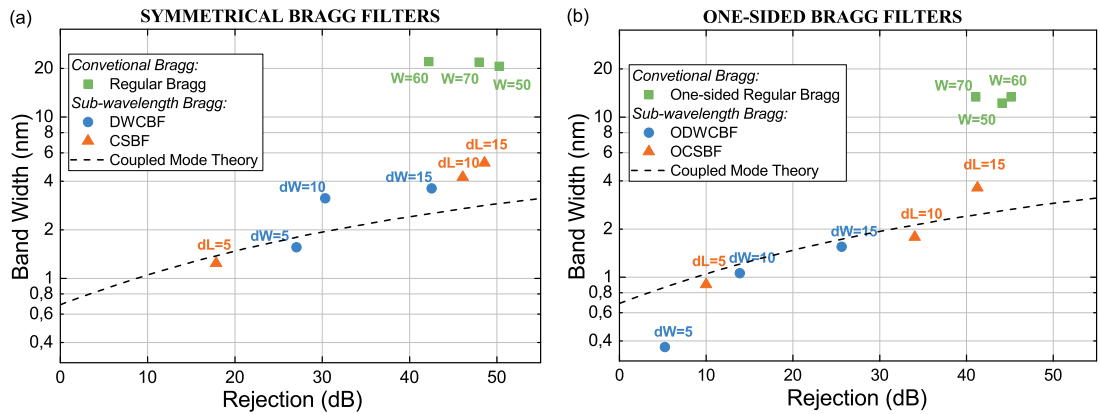 (a)
SYMMETRICAL BRAGG FILTERS
Band Width (nm)
20
10
8
6
4
2
1
0,8
0,6
0,4
Convetional Bragg:
Regular Bragg
Sub-wavelength Bragg:
DWCBF
CSBF
Coupled Mode Theory
W=60
W=70
W=50
dL=15
dL=10
dW=15
dW=10
dW=5
dL=5
0
10
20
30
40
50
Rejection (dB)
(b)
ONE-SIDED BRAGG FILTERS
Band Width (nm)
20
10
8
6
4
2
1
0,8
0,6
0,4
Convetional Bragg:
One-sided Regular Bragg
Sub-wavelength Bragg:
ODWCBF
OCSBF
Coupled Mode Theory
W=70
W=60
W=50
dL=15
dL=10
dW=15
dL=5
dW=10
dW=5
0
10
20
30
40
50
Rejection (dB)